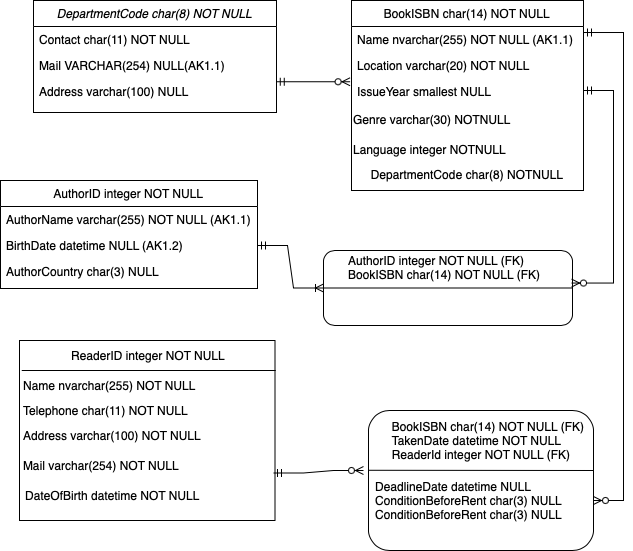 DepartmentCode char(8) NOT NULL
Contact char(11) NOT NULL
Mail VARCHAR(254) NULL(AK1.1)
Address varchar(100) NULL
BookISBN char(14) NOT NULL
Name nvarchar(255) NOT NULL (AK1.1)
Location varchar(20) NOT NULL
IssueYear smallest NULL
Genre varchar(30) NOTNULL
Language integer NOTNULL
DepartmentCode char(8) NOTNULL
AuthorID integer NOT NULL
AuthorName varchar(255) NOT NULL (AK1.1)
BirthDate datetime NULL (AK1.2)
AuthorCountry char(3) NULL
AuthorID integer NOT NULL (FK)
BookISBN char(14) NOT NULL (FK)
ReaderID integer NOT NULL
Name nvarchar(255) NOT NULL
Telephone char(11) NOT NULL
Address varchar(100) NOT NULL
Mail varchar(254) NOT NULL
DateOfBirth datetime NOT NULL
BookISBN char(14) NOT NULL (FK)
TakenDate datetime NOT NULL
ReaderId integer NOT NULL (FK)
DeadlineDate datetime NULL
ConditionBeforeRent char(3) NULL
ConditionBeforeRent char(3) NULL